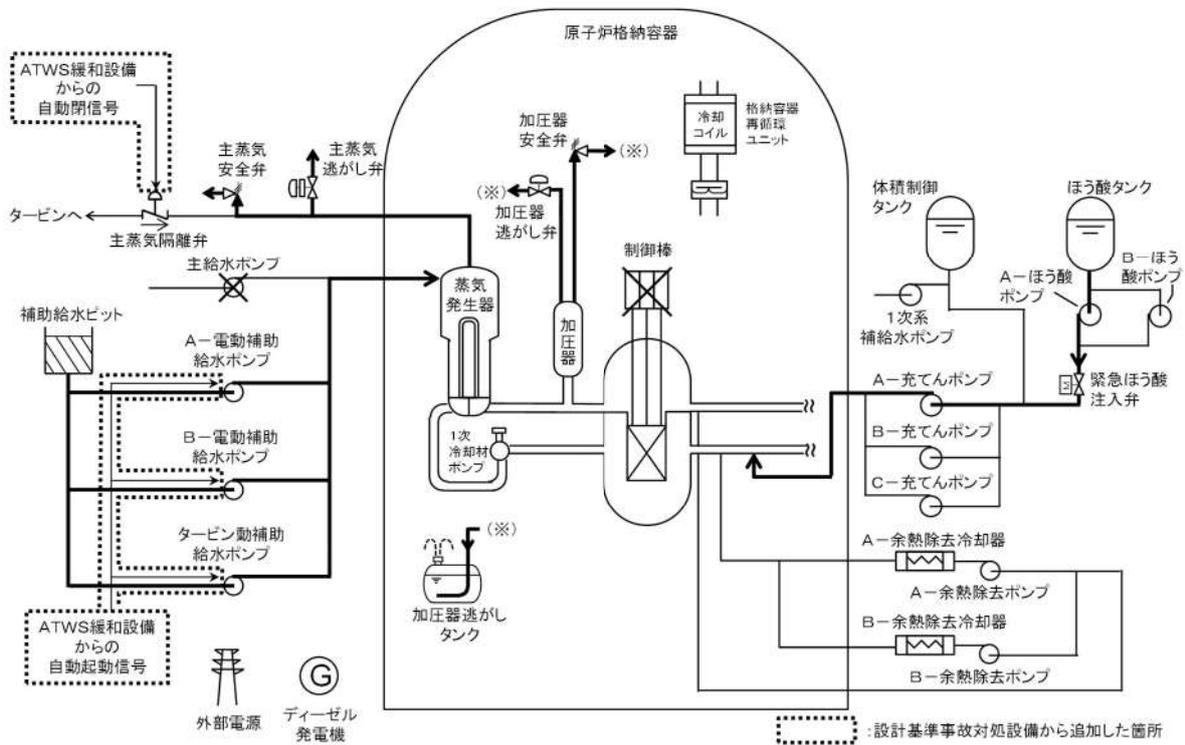 原子炉格納容器
ATWS緩和設備
からの
自動閉信号
主蒸気
安全弁
主蒸気
逃がし弁
タービンへ
主蒸気隔離弁
主給水ポンプ
補助給水ピット
A－電動補助
給水ポンプ
B－電動補助
給水ポンプ
タービン動補助
給水ポンプ
ATWS緩和設備
からの
自動起動信号
外部電源
G
ディーゼル
発電機
加圧器
安全弁
(※)
(※)
加圧器
逃がし弁
冷却
コイル
格納容器
再循環
ユニット
制御棒
蒸気
発生器
加圧器
1次
冷却材
ポンプ
(※)
加圧器逃がし
タンク
体積制御
タンク
ほう酸タンク
B－ほう
酸ポンプ
A－ほう酸
ポンプ
1次系
補給水ポンプ
M
緊急ほう酸
注入弁
A－充てんポンプ
B－充てんポンプ
C－充てんポンプ
A－余熱除去冷却器
A－余熱除去ポンプ
B－余熱除去冷却器
B－余熱除去ポンプ
：設計基準事故対処設備から追加した箇所